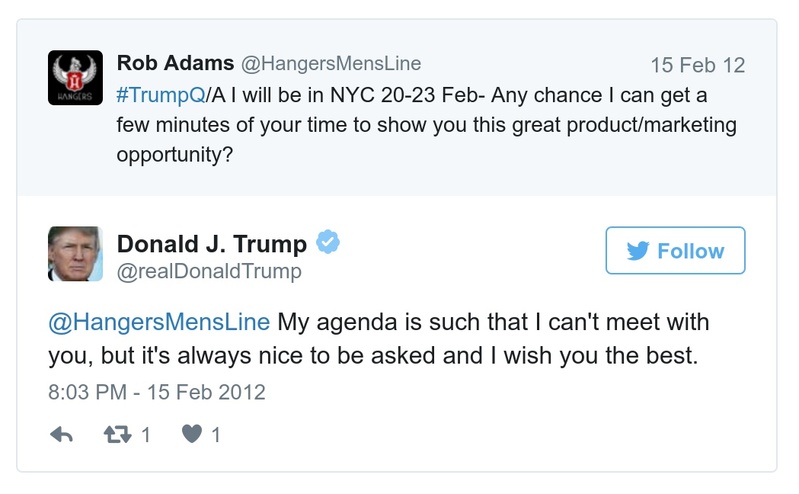 Rob Adams @HangersMensLine 15 Feb 12
#TrumpQ/A I will be in NYC 20-23 Feb- Any chance I can get a
few minutes of your time to show you this great product/marketing
opportunity?
HANGERS
Donald J. Trump
@realDonaldTrump
Follow
@HangersMensLine My agenda is such that I can't meet with
you, but it's always nice to be asked and I wish you the best.
8:03 PM - 15 Feb 2012
1 1